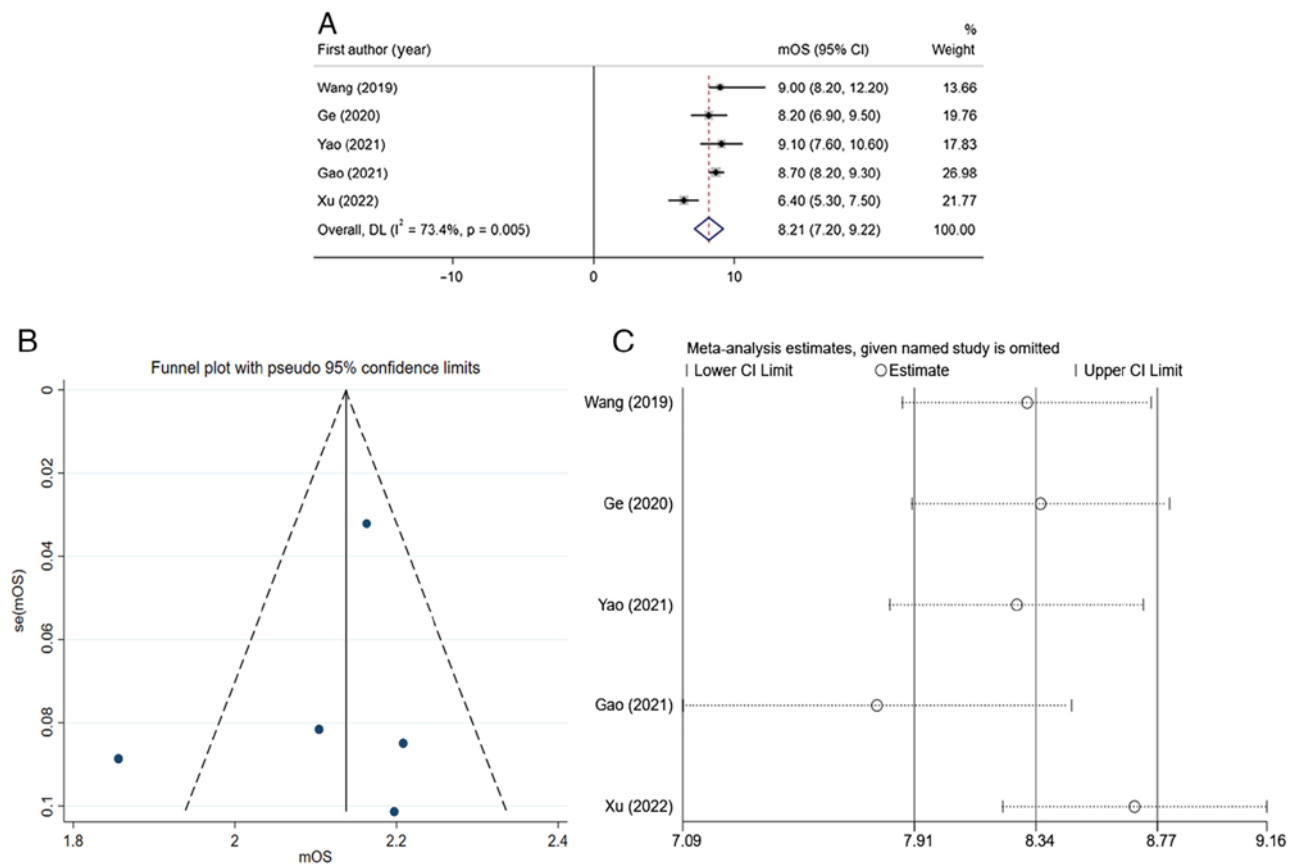 A
%
First author (year) mOS (95% CI) Weight
Wang (2019) 9.00 (8.20, 12.20) 13.66
Ge (2020) 8.20 (6.90, 9.50) 19.76
Yao (2021) 9.10 (7.60, 10.60) 17.83
Gao (2021) 8.70 (8.20, 9.30) 26.98
Xu (2022) 6.40 (5.30, 7.50) 21.77
Overall, DL (I² = 73.4%, p = 0.005) 8.21 (7.20, 9.22) 100.00
−10 0 10
B
Funnel plot with pseudo 95% confidence limits
se(mOS)
0
0.02
0.04
0.06
0.08
0.1
1.8 2 2.2 2.4
mOS
C
Meta-analysis estimates, given named study is omitted
| Lower CI Limit ○ Estimate | Upper CI Limit
Wang (2019)
Ge (2020)
Yao (2021)
Gao (2021)
Xu (2022)
7.09 7.91 8.34 8.77 9.16